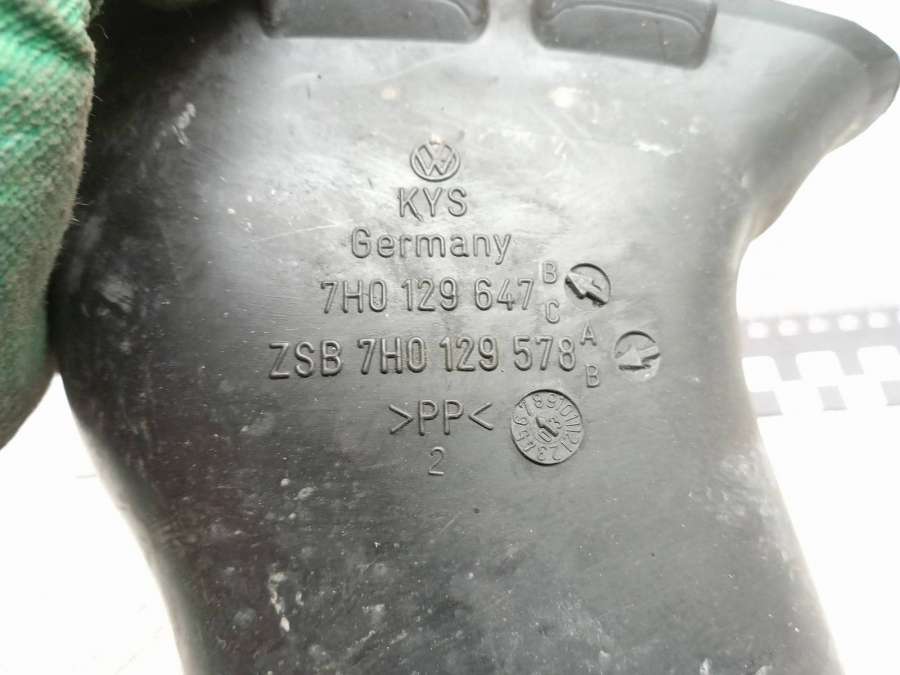 KYS
Germany
7H0 129 647 B C
ZSB 7H0 129 578 A B
>PP<
2